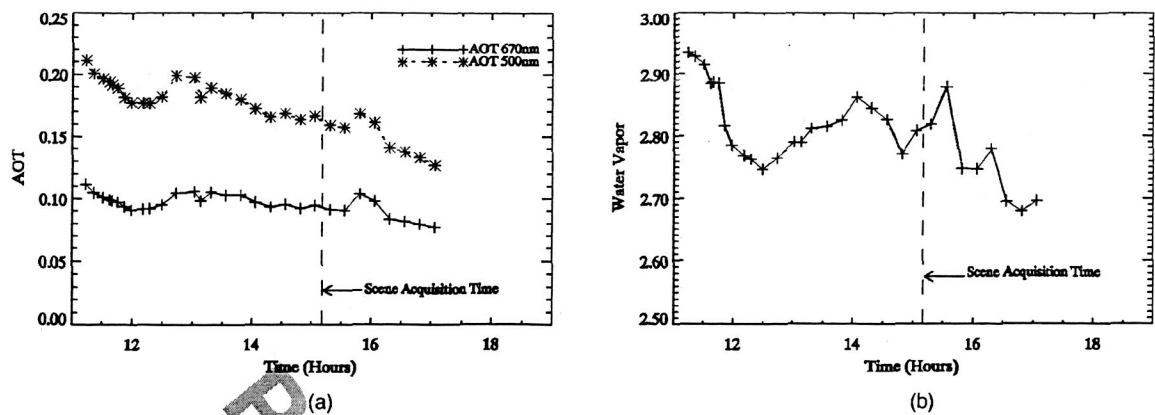 0.25
0.20
0.15
0.10
0.05
0.00
AOT
AOT 670nm
AOT 500nm
Scene Acquisition Time
12
14
16
18
Time (Hours)
(a)
3.00
2.90
2.80
2.70
2.60
2.50
Water Vapor
Scene Acquisition Time
12
14
16
18
Time (Hours)
(b)
P